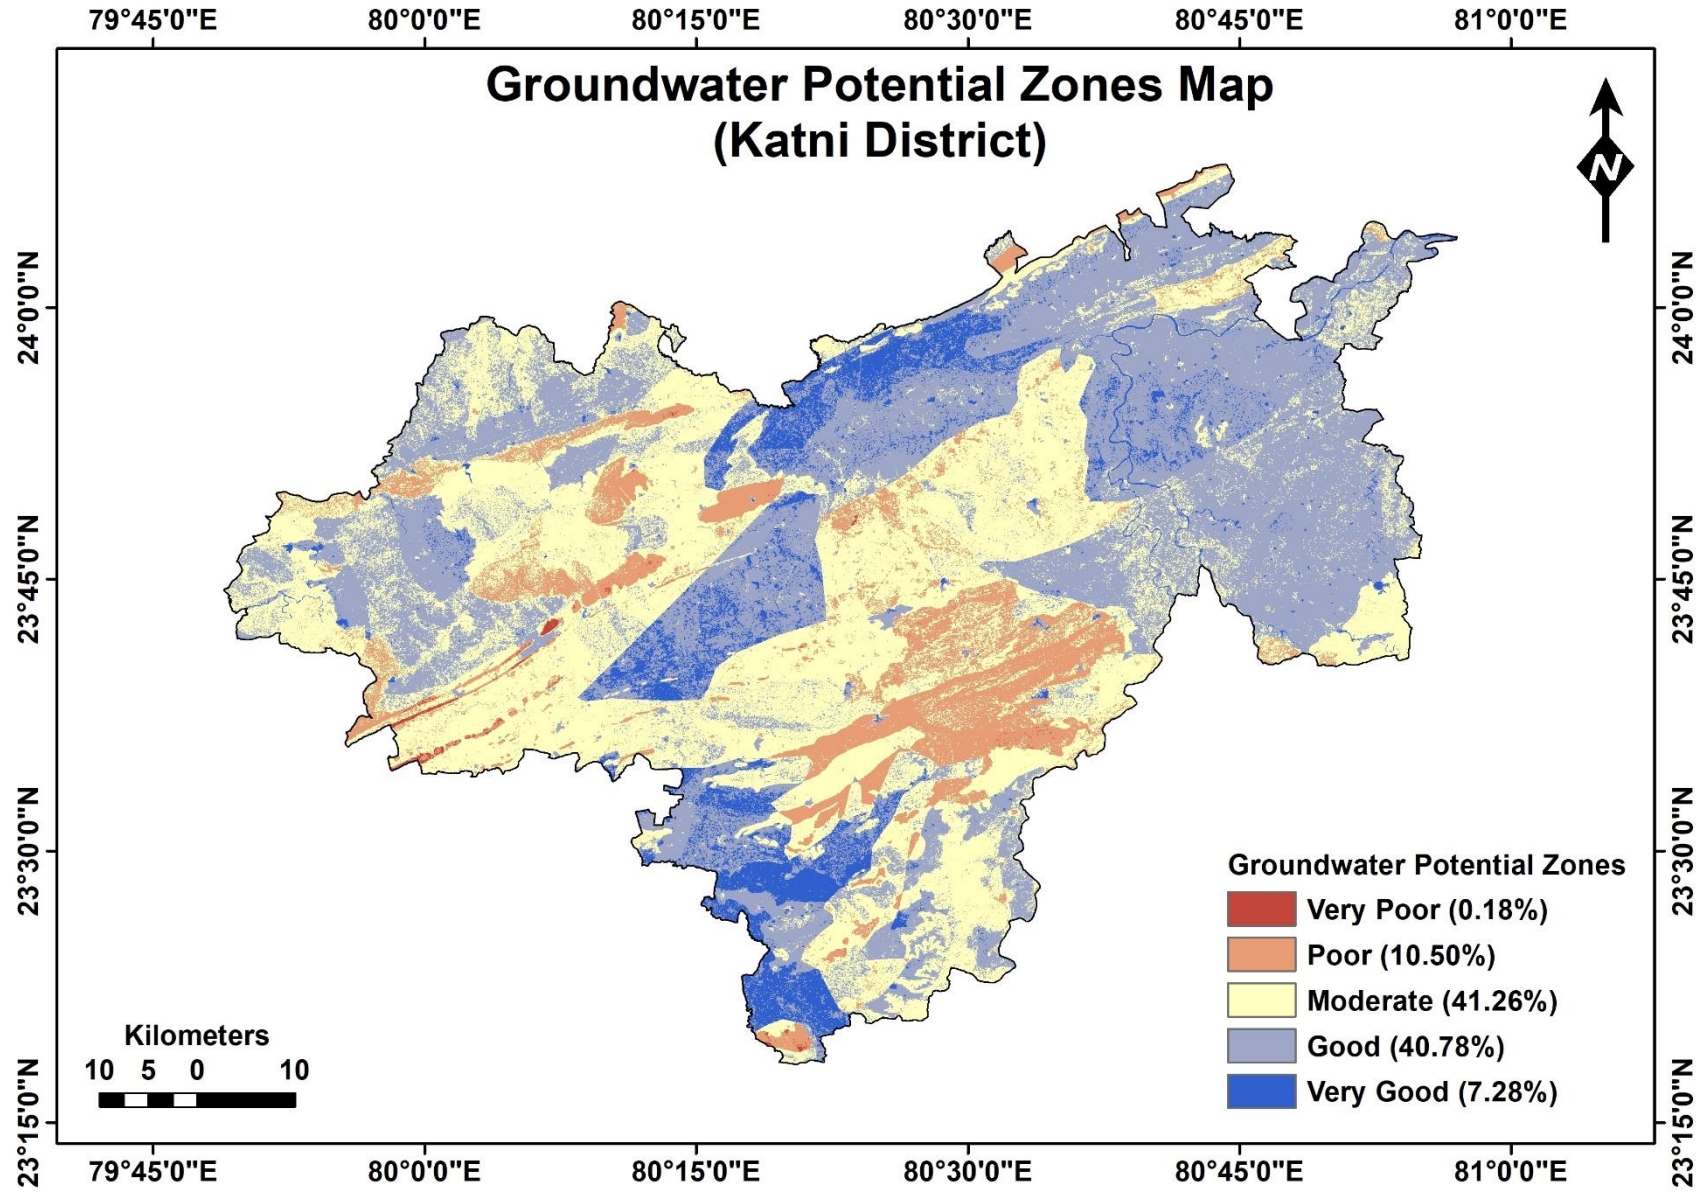 79°45'0"E 80°0'0"E 80°15'0"E 80°30'0"E 80°45'0"E 81°0'0"E
Groundwater Potential Zones Map
(Katni District)
N
24°0'0"N 24°0'0"N
23°45'0"N 23°45'0"N
23°30'0"N 23°30'0"N
23°15'0"N 23°15'0"N
Groundwater Potential Zones
Very Poor (0.18%)
Poor (10.50%)
Moderate (41.26%)
Good (40.78%)
Very Good (7.28%)
Kilometers
10 5 0 10
79°45'0"E 80°0'0"E 80°15'0"E 80°30'0"E 80°45'0"E 81°0'0"E